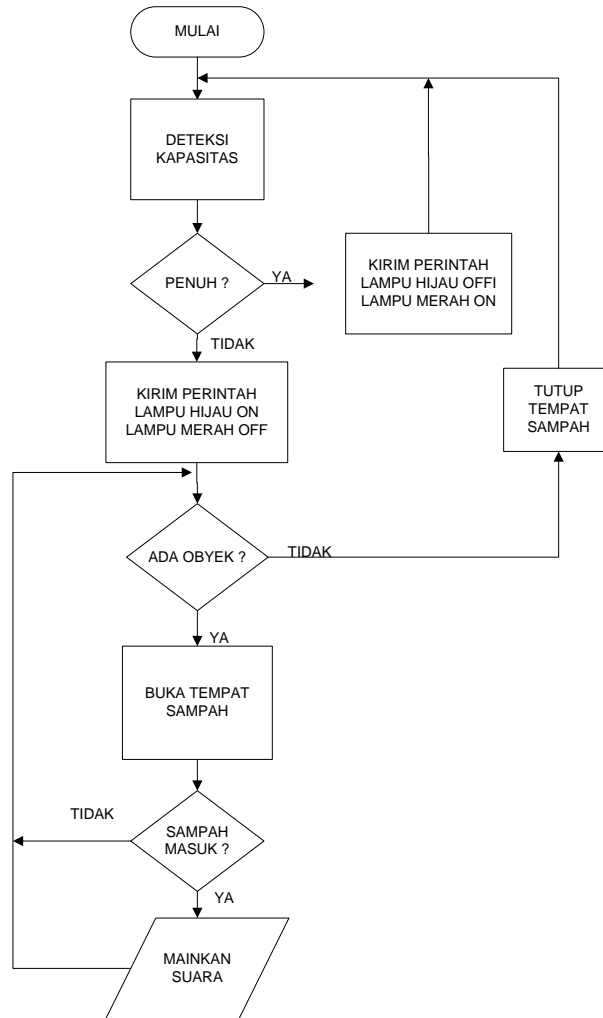 MULAI
DETEKSI
KAPASITAS
PENUH ?
YA
KIRIM PERINTAH
LAMPU HIJAU OFFI
LAMPU MERAH ON
TIDAK
KIRIM PERINTAH
LAMPU HIJAU ON
LAMPU MERAH OFF
TUTUP
TEMPAT
SAMPAH
ADA OBYEK ?
TIDAK
YA
BUKA TEMPAT
SAMPAH
TIDAK
SAMPAH
MASUK ?
YA
MAINKAN
SUARA